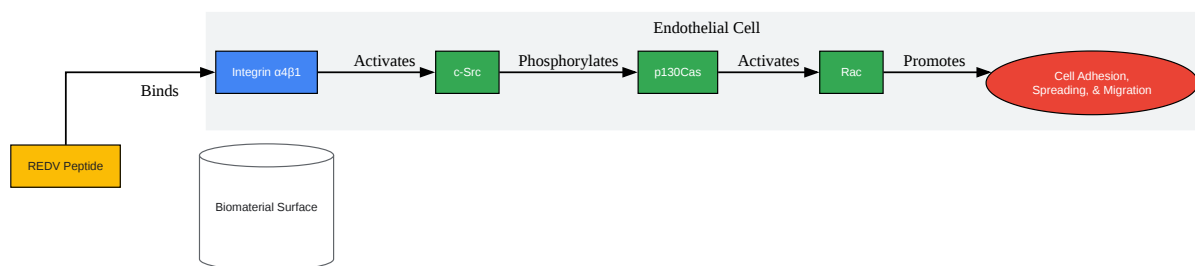 Endothelial Cell
Integrin α4β1
Activates
c-Src
Phosphorylates
p130Cas
Activates
Rac
Promotes
Cell Adhesion,
Spreading, & Migration
Binds
REDV Peptide
Biomaterial Surface